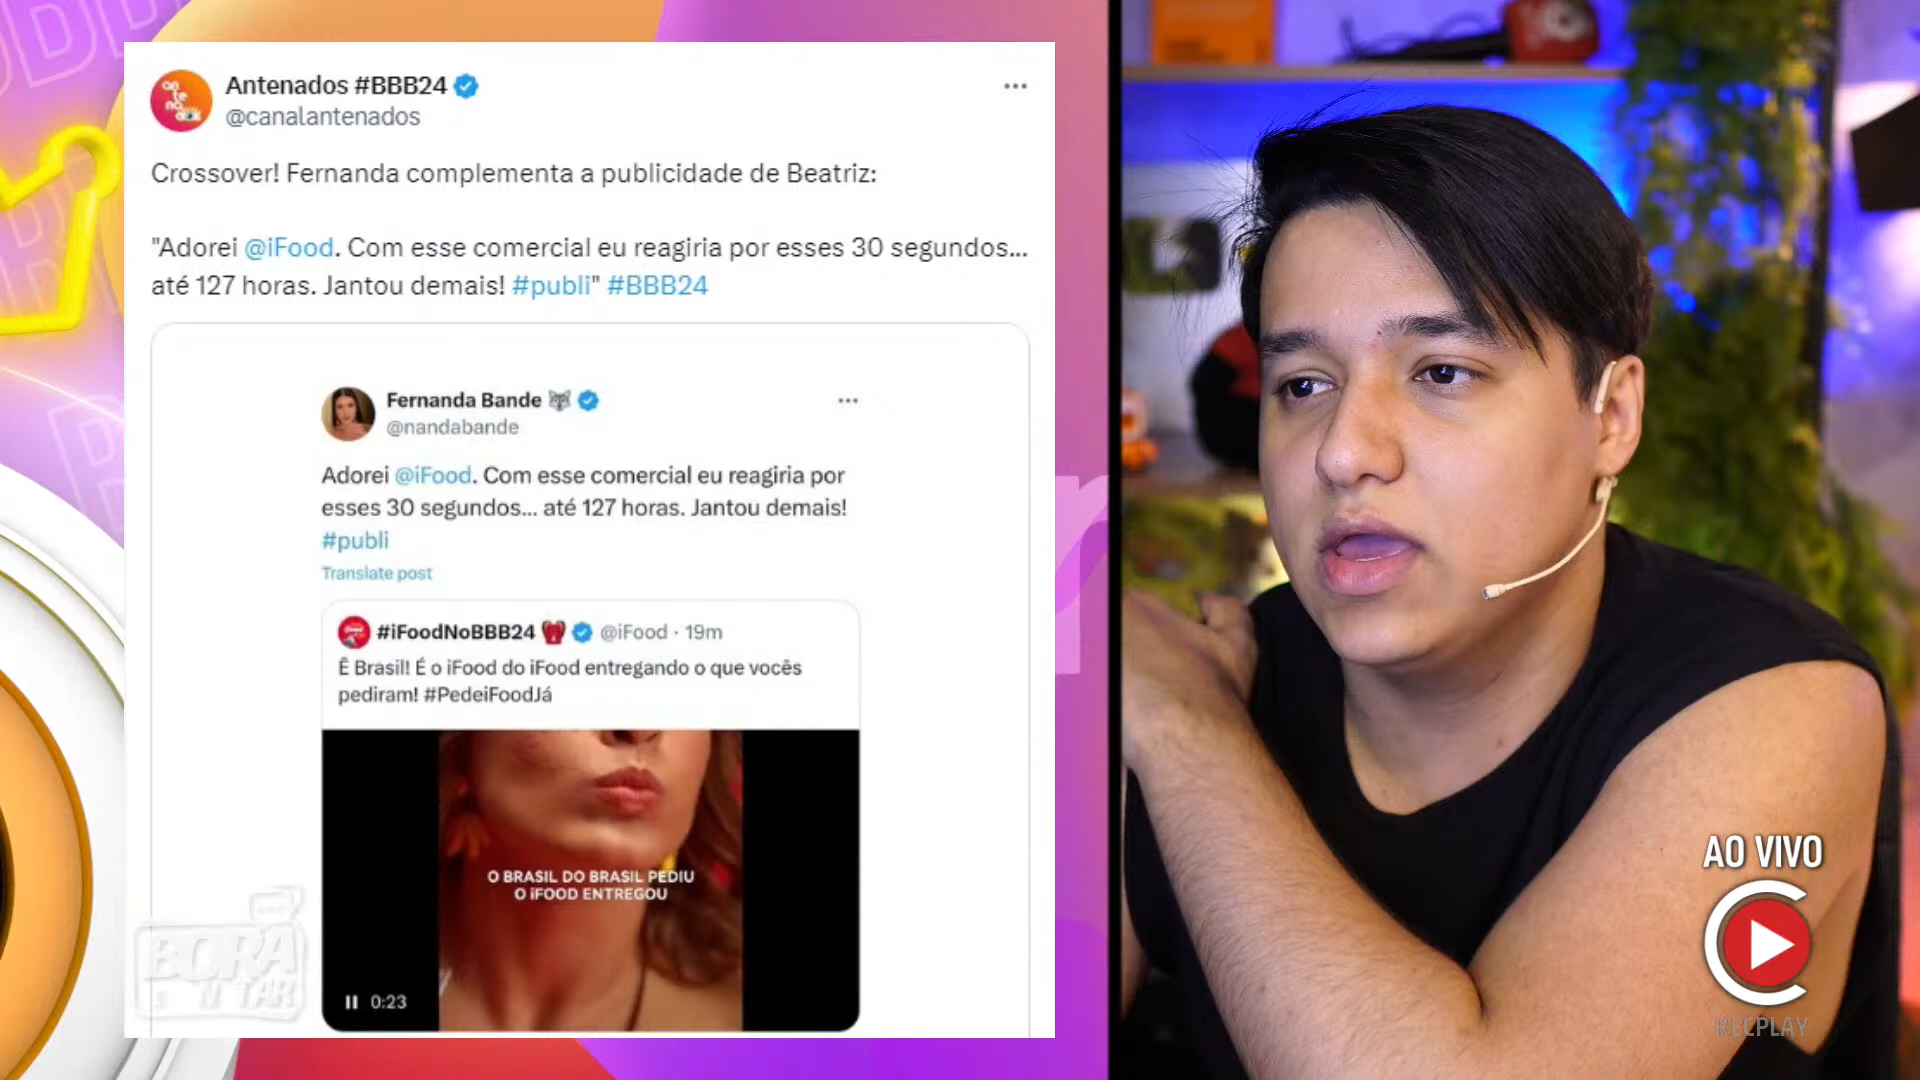 Antenados #BBB24
@canalantenados
Crossover! Fernanda complementa a publicidade de Beatriz:
"Adorei @iFood. Com esse comercial eu reagiria por esses 30 segundos...
até 127 horas. Jantou demais! #publi" #BBB24
Fernanda Bande
@nandabande
Adorei @iFood. Com esse comercial eu reagiria por
esses 30 segundos... até 127 horas. Jantou demais!
#publi
Translate post
#iFoodNoBBB24 @iFood · 19m
Ê Brasil! É o iFood do iFood entregando o que vocês
pediram! #PedeiFoodJá
O BRASIL DO BRASIL PEDIU
O iFOOD ENTREGOU
0:23
BORA
AO VIVO
RECPLAY